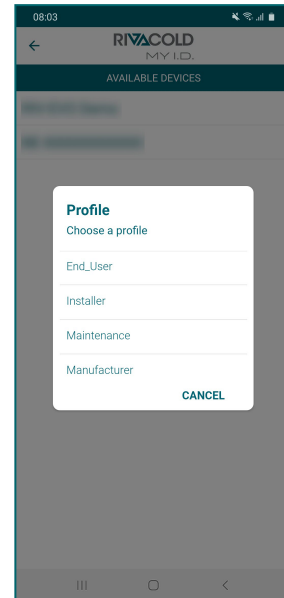 08:03
RIVACOLD
MY I.D.
AVAILABLE DEVICES
Profile
Choose a profile
End_User
Installer
Maintenance
Manufacturer
CANCEL